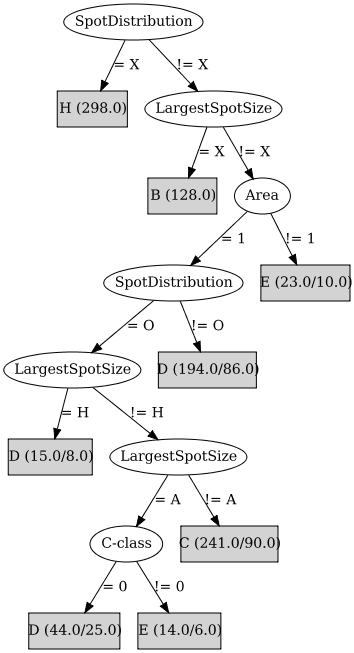 SpotDistribution
= X
!= X
H (298.0)
LargestSpotSize
= X
!= X
B (128.0)
Area
= 1
!= 1
SpotDistribution
E (23.0/10.0)
= O
!= O
LargestSpotSize
D (194.0/86.0)
= H
!= H
D (15.0/8.0)
LargestSpotSize
= A
!= A
C-class
C (241.0/90.0)
= 0
!= 0
D (44.0/25.0)
E (14.0/6.0)